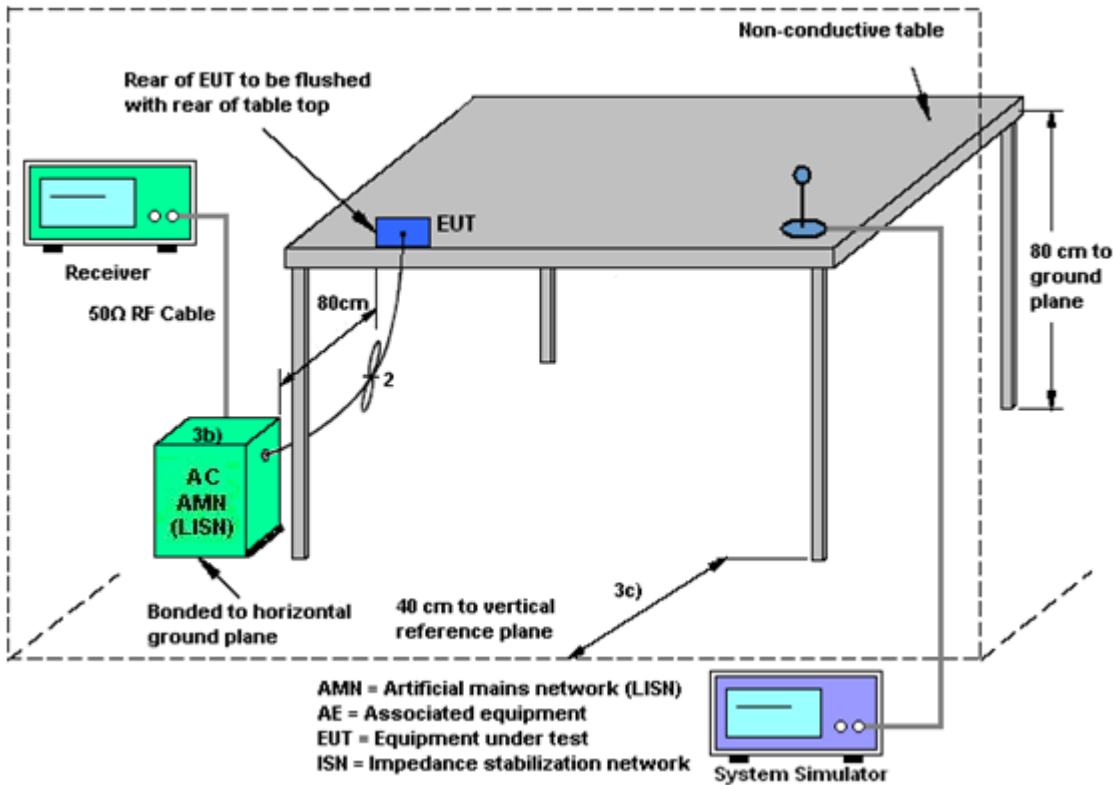 Non-conductive table
Rear of EUT to be flushed
with rear of table top
EUT
Receiver
80 cm to
ground
plane
50Ω RF Cable
80cm
2
3b)
AC
AMN
(LISN)
3c)
Bonded to horizontal
ground plane
40 cm to vertical
reference plane
AMN = Artificial mains network (LISN)
AE = Associated equipment
EUT = Equipment under test
ISN = Impedance stabilization network
System Simulator